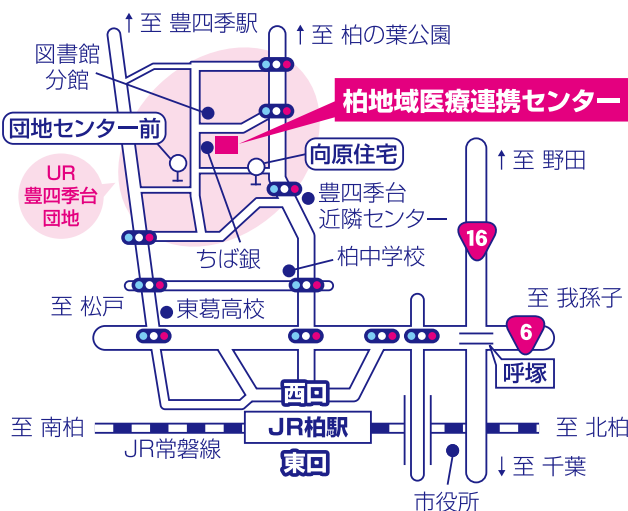 ↑至 豊四季駅
↑至 柏の葉公園
図書館
分館
柏地域医療連携センター
団地センター前
向原住宅
↑至 野田
UR
豊四季台
団地
豊四季台
近隣センター
16
ちば銀
柏中学校
至 松戸
東葛高校
至 我孫子
6
呼塚
西口
至 南柏
JR柏駅
至 北柏
JR常磐線
東口
↓至 千葉
市役所